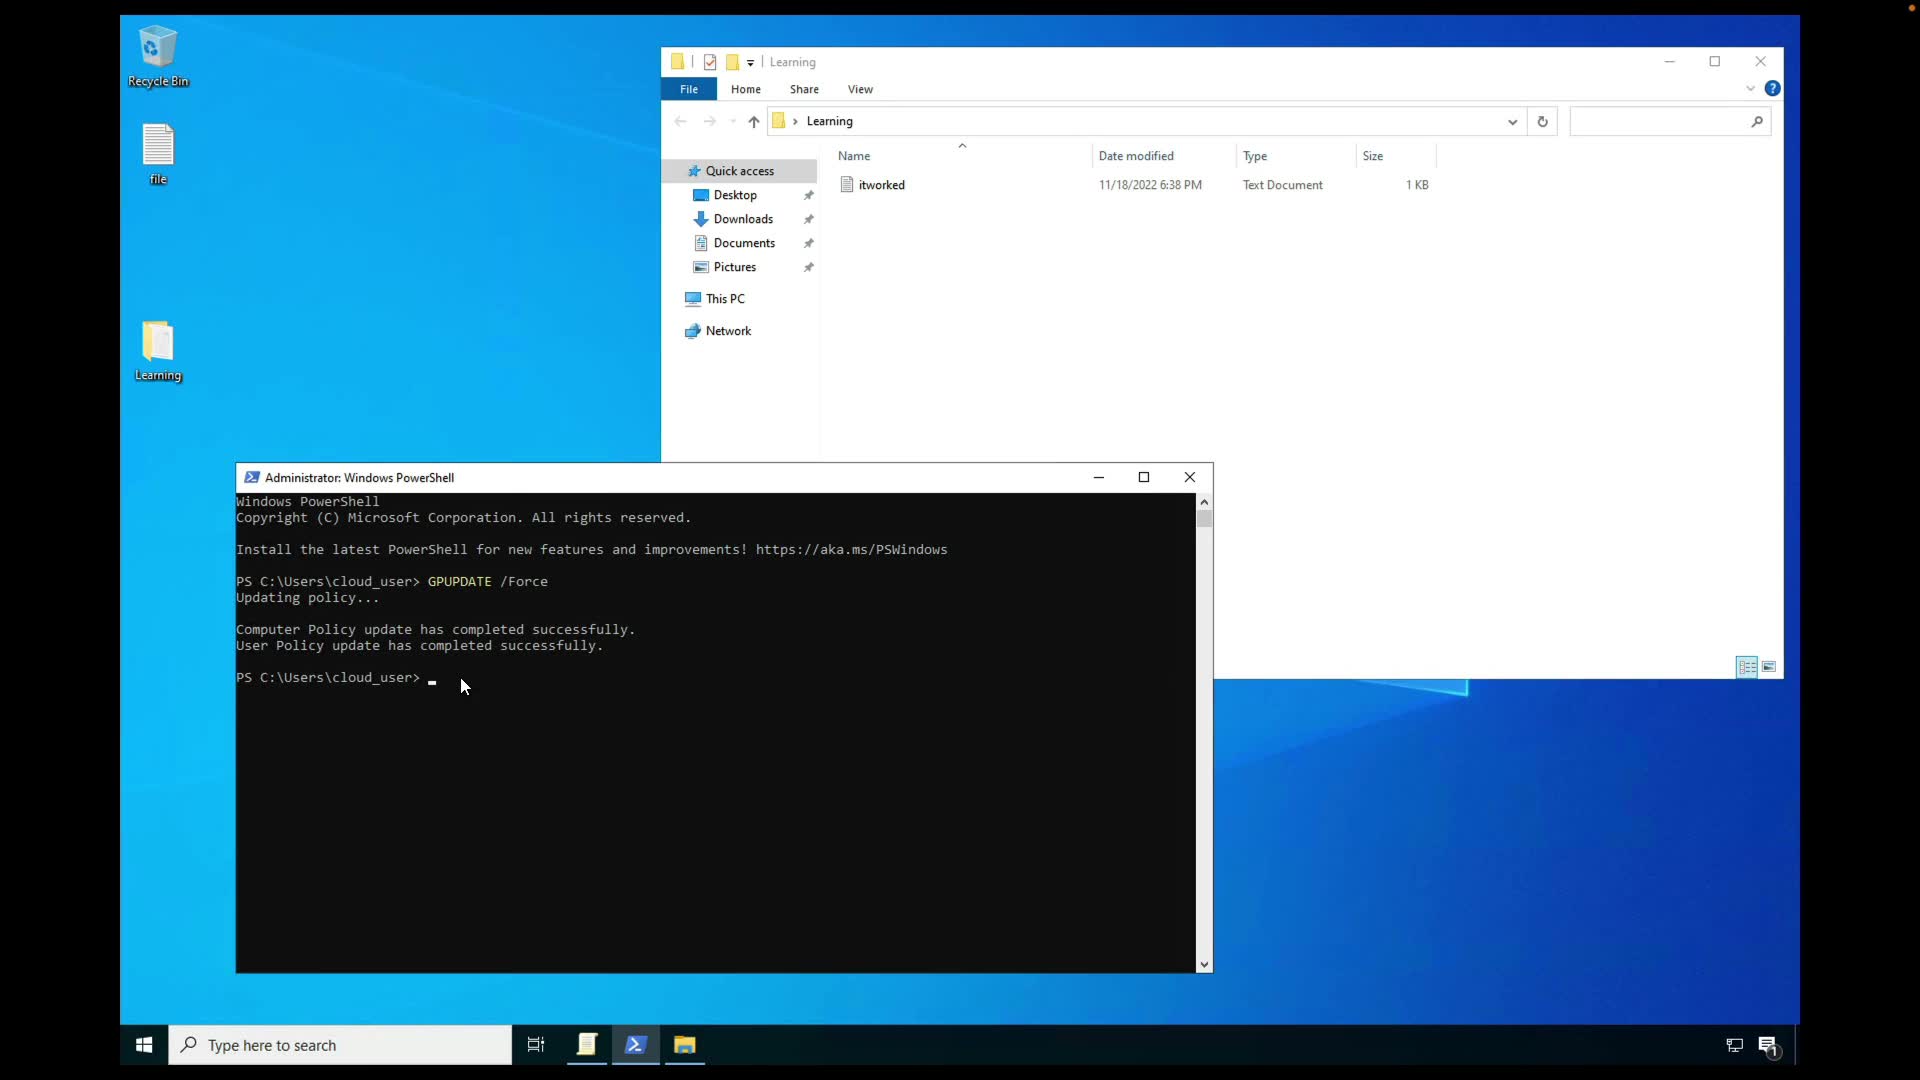 Recycle Bin
file
Learning
Learning
File Home Share View
Learning
Name Date modified Type Size
itworked 11/18/2022 6:38 PM Text Document 1 KB
Quick access
Desktop
Downloads
Documents
Pictures
This PC
Network
Administrator: Windows PowerShell
Windows PowerShell
Copyright (C) Microsoft Corporation. All rights reserved.
Install the latest PowerShell for new features and improvements! https://aka.ms/PSWindows
PS C:\Users\cloud_user> GPUPDATE /Force
Updating policy...
Computer Policy update has completed successfully.
User Policy update has completed successfully.
PS C:\Users\cloud_user>
Type here to search
1